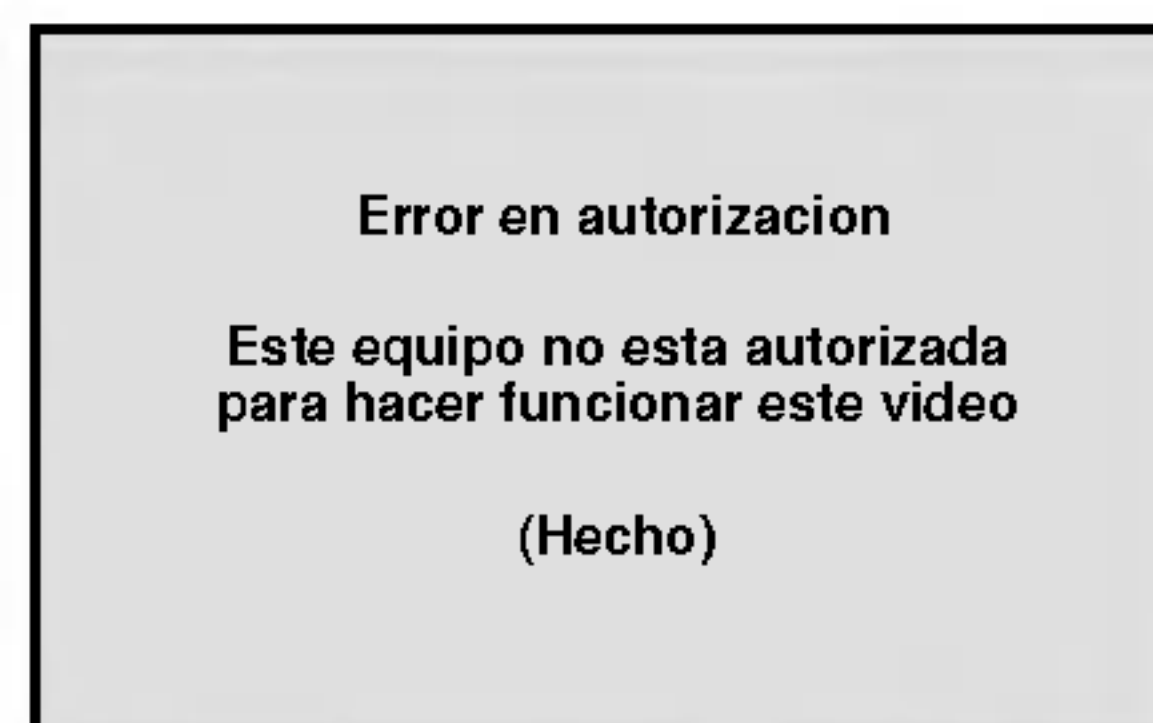 Error en autorizacion
Este equipo no esta autorizada
para hacer funcionar este video
(Hecho)